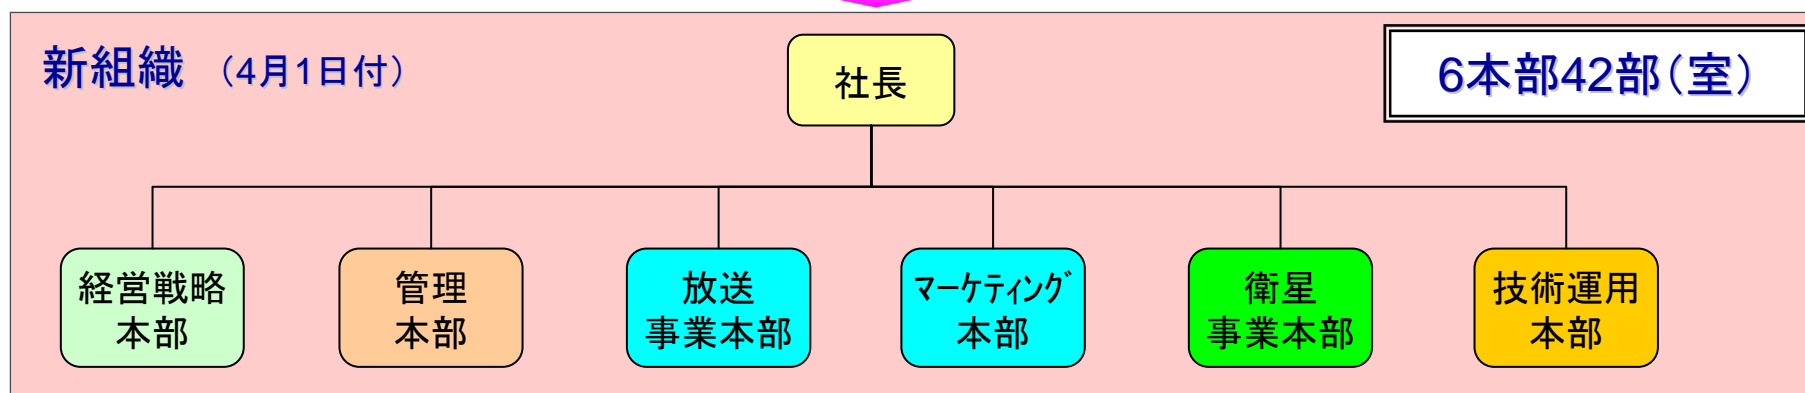 新組織 （4月1日付）
社長
6本部42部（室）
経営戦略
本部
管理
本部
放送
事業本部
ﾏｰｹﾃｨﾝｸﾞ
本部
衛星
事業本部
技術運用
本部